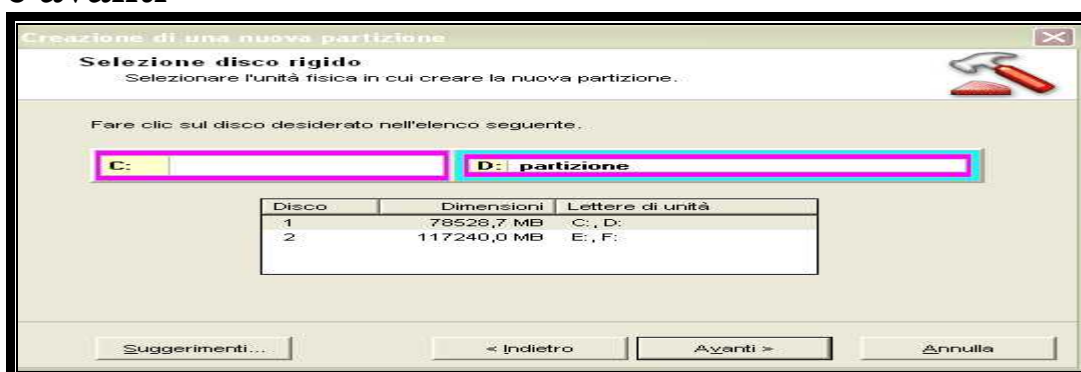 e avanti
Creazione di una nuova partizione
Selezione disco rigido
Selezionare l'unità fisica in cui creare la nuova partizione.
Fare clic sul disco desiderato nell'elenco seguente.
C: D: partizione
Disco Dimensioni Lettere di unità
1 78528,7 MB C:, D:
2 117240,0 MB E:, F:
Suggerimenti... < Indietro Avanti > Annulla